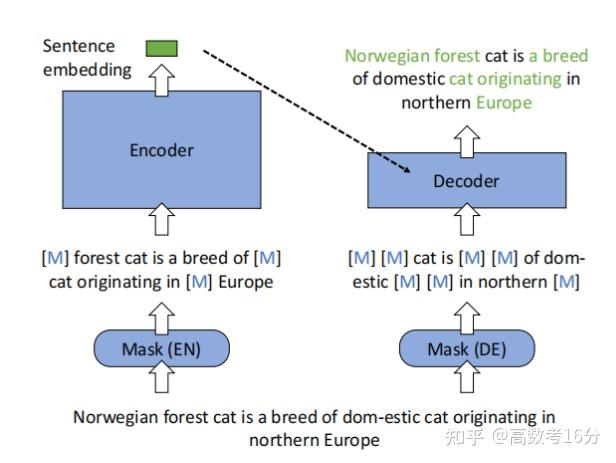 Sentence
embedding
Norwegian forest cat is a breed
of domestic cat originating in
northern Europe
Encoder
Decoder
[M] forest cat is a breed of [M]
cat originating in [M] Europe
[M] [M] cat is [M] [M] of dom-
estic [M] [M] in northern [M]
Mask (EN)
Mask (DE)
Norwegian forest cat is a breed of dom-estic cat originating in
northern Europe
知乎 @高数考16分